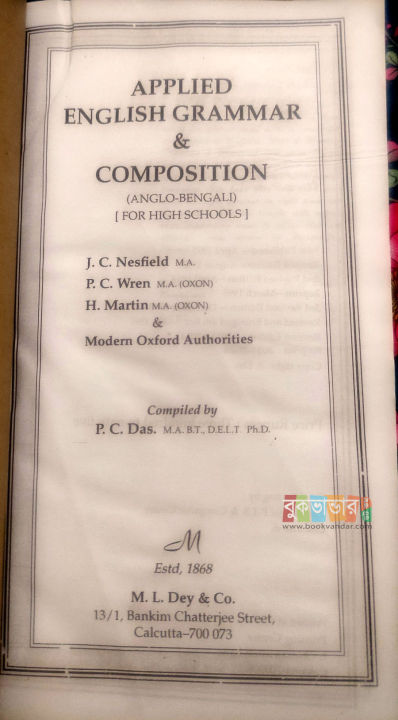 APPLIED
ENGLISH GRAMMAR
&
COMPOSITION
(ANGLO-BENGALI)
[ FOR HIGH SCHOOLS ]
J. C. Nesfield M.A.
P. C. Wren M.A. (OXON)
H. Martin M.A. (OXON)
&
Modern Oxford Authorities
Compiled by
P. C. Das. M.A. B.T., D.E.L.T Ph.D.
বুকভান্ডার
www.bookvandar.com
M
Estd, 1868
M. L. Dey & Co.
13/1, Bankim Chatterjee Street,
Calcutta–700 073